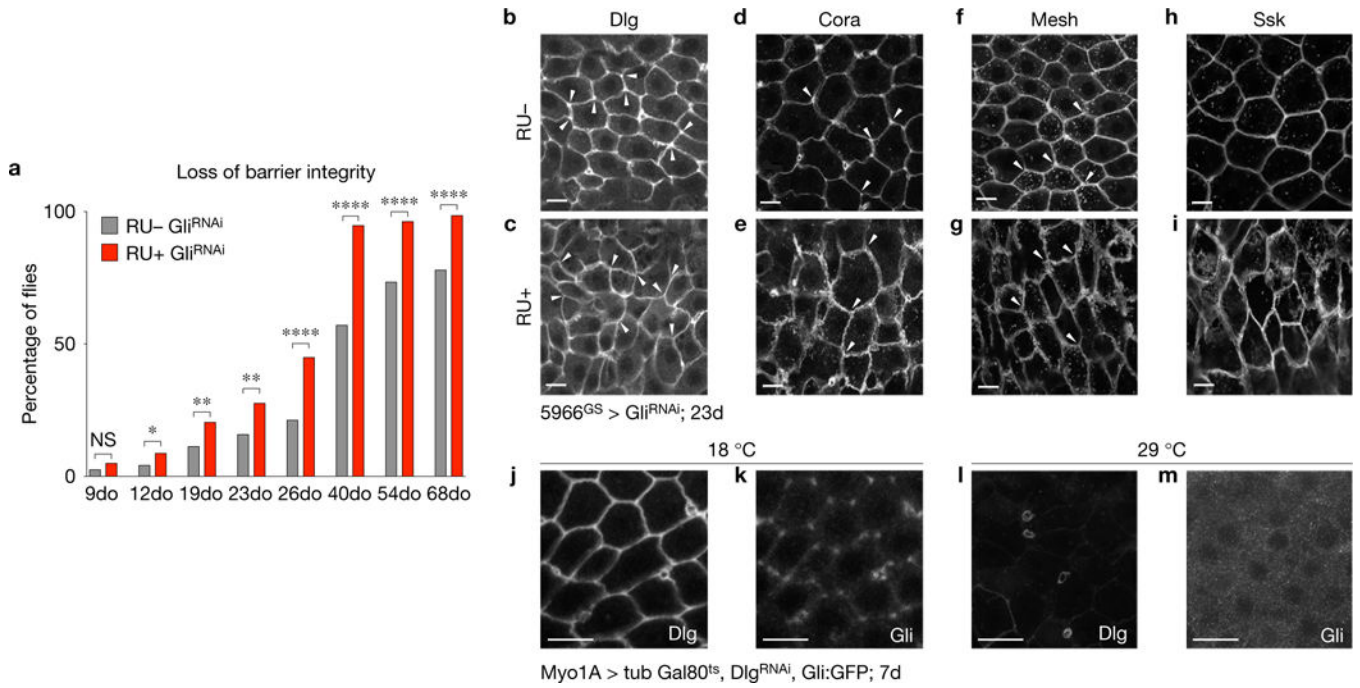 a
Loss of barrier integrity
Percentage of flies
100
50
0
RU– Gli^RNAi
RU+ Gli^RNAi
NS
*
**
**
****
****
****
****
9do 12do 19do 23do 26do 40do 54do 68do
b Dlg d Cora f Mesh h Ssk
RU–
c e g i
RU+
5966^GS > Gli^RNAi; 23d
18 °C 29 °C
j k l m
Dlg Gli Dlg Gli
Myo1A > tub Gal80^ts, Dlg^RNAi, Gli:GFP; 7d